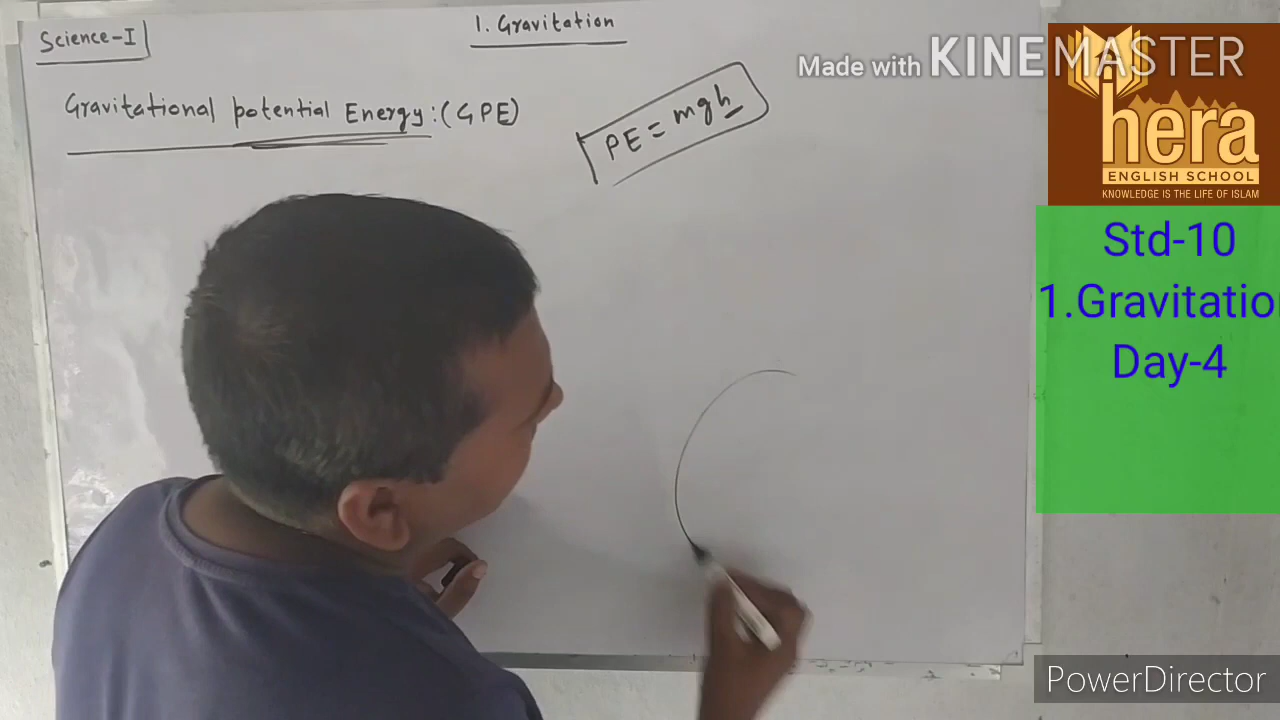 Science-I
1. Gravitation
Gravitational potential Energy:(GPE)
PE = mgh
Made with KINEMASTER
hera
ENGLISH SCHOOL
KNOWLEDGE IS THE LIFE OF ISLAM
Std-10
1.Gravitation
Day-4
PowerDirector